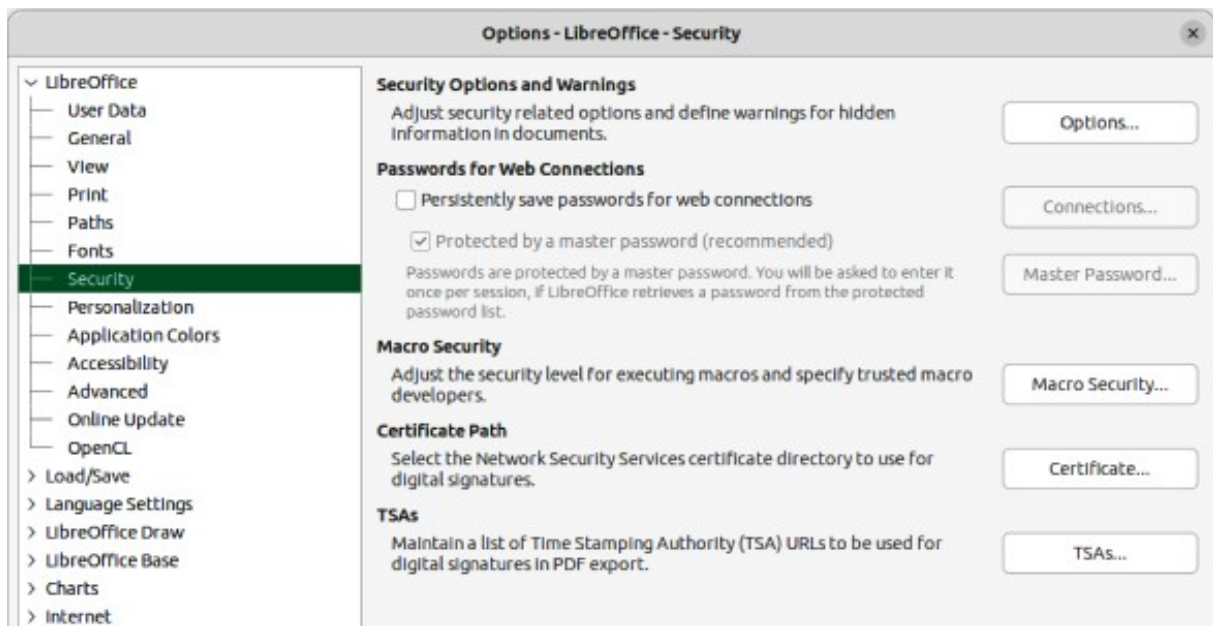 Options - LibreOffice - Security
LibreOffice
User Data
General
View
Print
Paths
Fonts
Security
Personalization
Application Colors
Accessibility
Advanced
Online Update
OpenCL
Load/Save
Language Settings
LibreOffice Draw
LibreOffice Base
Charts
Internet
Security Options and Warnings
Adjust security related options and define warnings for hidden
information in documents.
Options...
Passwords for Web Connections
Persistently save passwords for web connections
Connections...
Protected by a master password (recommended)
Passwords are protected by a master password. You will be asked to enter it
once per session, if LibreOffice retrieves a password from the protected
password list.
Master Password...
Macro Security
Adjust the security level for executing macros and specify trusted macro
developers.
Macro Security...
Certificate Path
Select the Network Security Services certificate directory to use for
digital signatures.
Certificate...
TSAs
Maintain a list of Time Stamping Authority (TSA) URLs to be used for
digital signatures in PDF export.
TSAs...